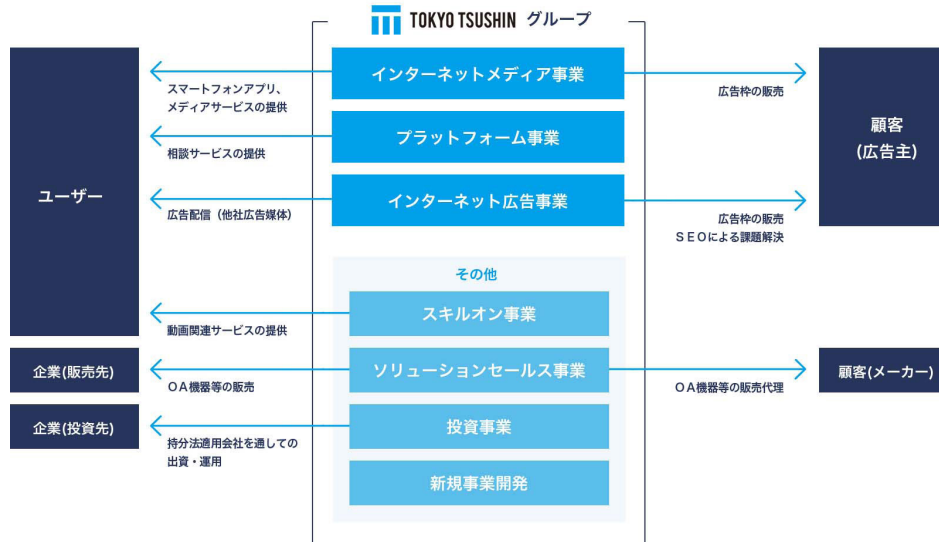 TOKYO TSUSHIN グループ
ユーザー
スマートフォンアプリ、
メディアサービスの提供
インターネットメディア事業
広告枠の販売
相談サービスの提供
プラットフォーム事業
顧客
(広告主)
広告配信（他社広告媒体）
インターネット広告事業
広告枠の販売
ＳＥＯによる課題解決
その他
動画関連サービスの提供
スキルオン事業
企業(販売先)
ＯＡ機器等の販売
ソリューションセールス事業
ＯＡ機器等の販売代理
顧客(メーカー)
企業(投資先)
持分法適用会社を通しての
出資・運用
投資事業
新規事業開発